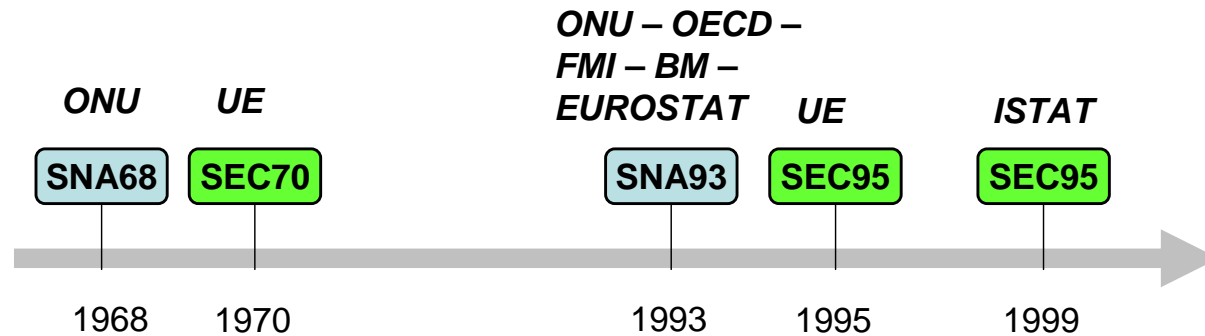 ONU – OECD –
FMI – BM –
EUROSTAT
ONU
UE
UE
ISTAT
SNA68
SEC70
SNA93
SEC95
SEC95
1968
1970
1993
1995
1999